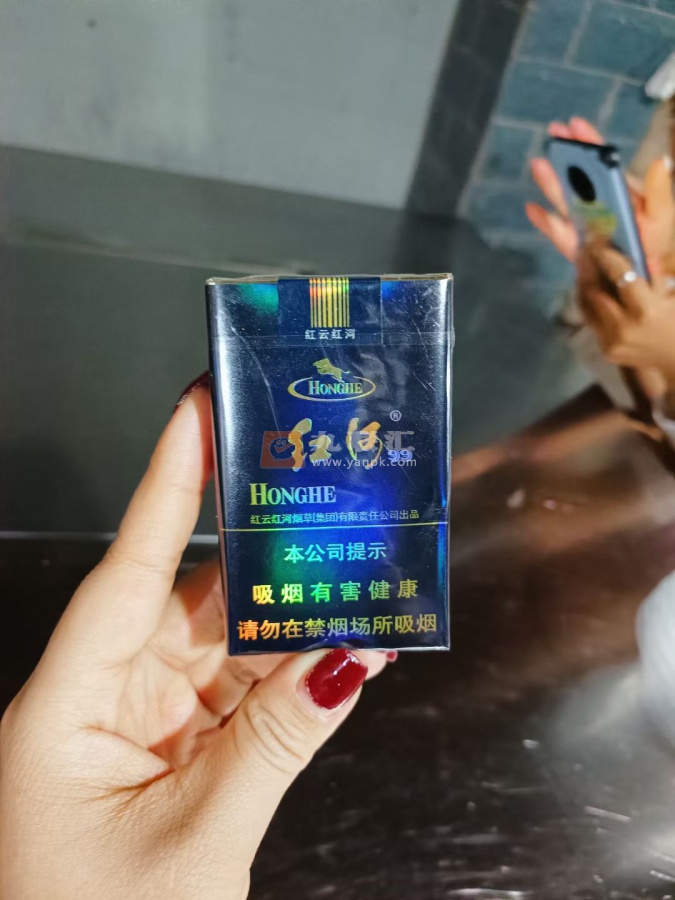 红云红河
HONGHE
®
红河99
www.yanpk.com
HONGHE
红云红河烟草(集团)有限责任公司出品
本公司提示
吸烟有害健康
请勿在禁烟场所吸烟